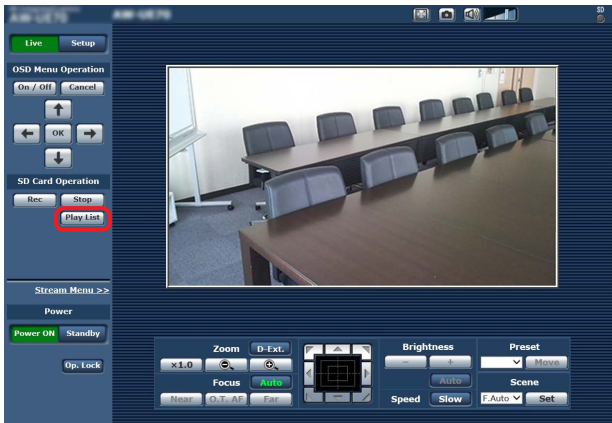 SD
Live Setup
OSD Menu Operation
On / Off Cancel
OK
SD Card Operation
Rec Stop
Play List
Stream Menu >>
Power
Power ON Standby
Op. Lock
Zoom D-Ext.
×1.0
Focus Auto
Near O.T. AF Far
Brightness
- +
Auto
Speed Slow
Preset
Move
Scene
F.Auto Set